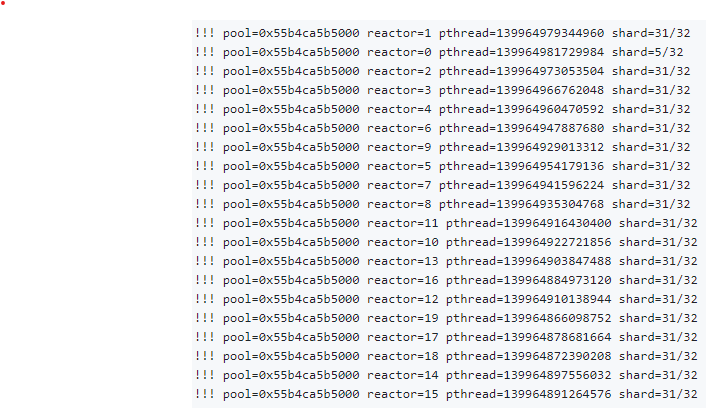 !!! pool=0x55b4ca5b5000 reactor=1 pthread=139964979344960 shard=31/32
!!! pool=0x55b4ca5b5000 reactor=0 pthread=139964981729984 shard=5/32
!!! pool=0x55b4ca5b5000 reactor=2 pthread=139964973053504 shard=31/32
!!! pool=0x55b4ca5b5000 reactor=3 pthread=139964966762048 shard=31/32
!!! pool=0x55b4ca5b5000 reactor=4 pthread=139964960470592 shard=31/32
!!! pool=0x55b4ca5b5000 reactor=6 pthread=139964947887680 shard=31/32
!!! pool=0x55b4ca5b5000 reactor=9 pthread=139964929013312 shard=31/32
!!! pool=0x55b4ca5b5000 reactor=5 pthread=139964954179136 shard=31/32
!!! pool=0x55b4ca5b5000 reactor=7 pthread=139964941596224 shard=31/32
!!! pool=0x55b4ca5b5000 reactor=8 pthread=139964935304768 shard=31/32
!!! pool=0x55b4ca5b5000 reactor=11 pthread=139964916430400 shard=31/32
!!! pool=0x55b4ca5b5000 reactor=10 pthread=139964922721856 shard=31/32
!!! pool=0x55b4ca5b5000 reactor=13 pthread=139964903847488 shard=31/32
!!! pool=0x55b4ca5b5000 reactor=16 pthread=139964884973120 shard=31/32
!!! pool=0x55b4ca5b5000 reactor=12 pthread=139964910138944 shard=31/32
!!! pool=0x55b4ca5b5000 reactor=19 pthread=139964866098752 shard=31/32
!!! pool=0x55b4ca5b5000 reactor=17 pthread=139964878681664 shard=31/32
!!! pool=0x55b4ca5b5000 reactor=18 pthread=139964872390208 shard=31/32
!!! pool=0x55b4ca5b5000 reactor=14 pthread=139964897556032 shard=31/32
!!! pool=0x55b4ca5b5000 reactor=15 pthread=139964891264576 shard=31/32